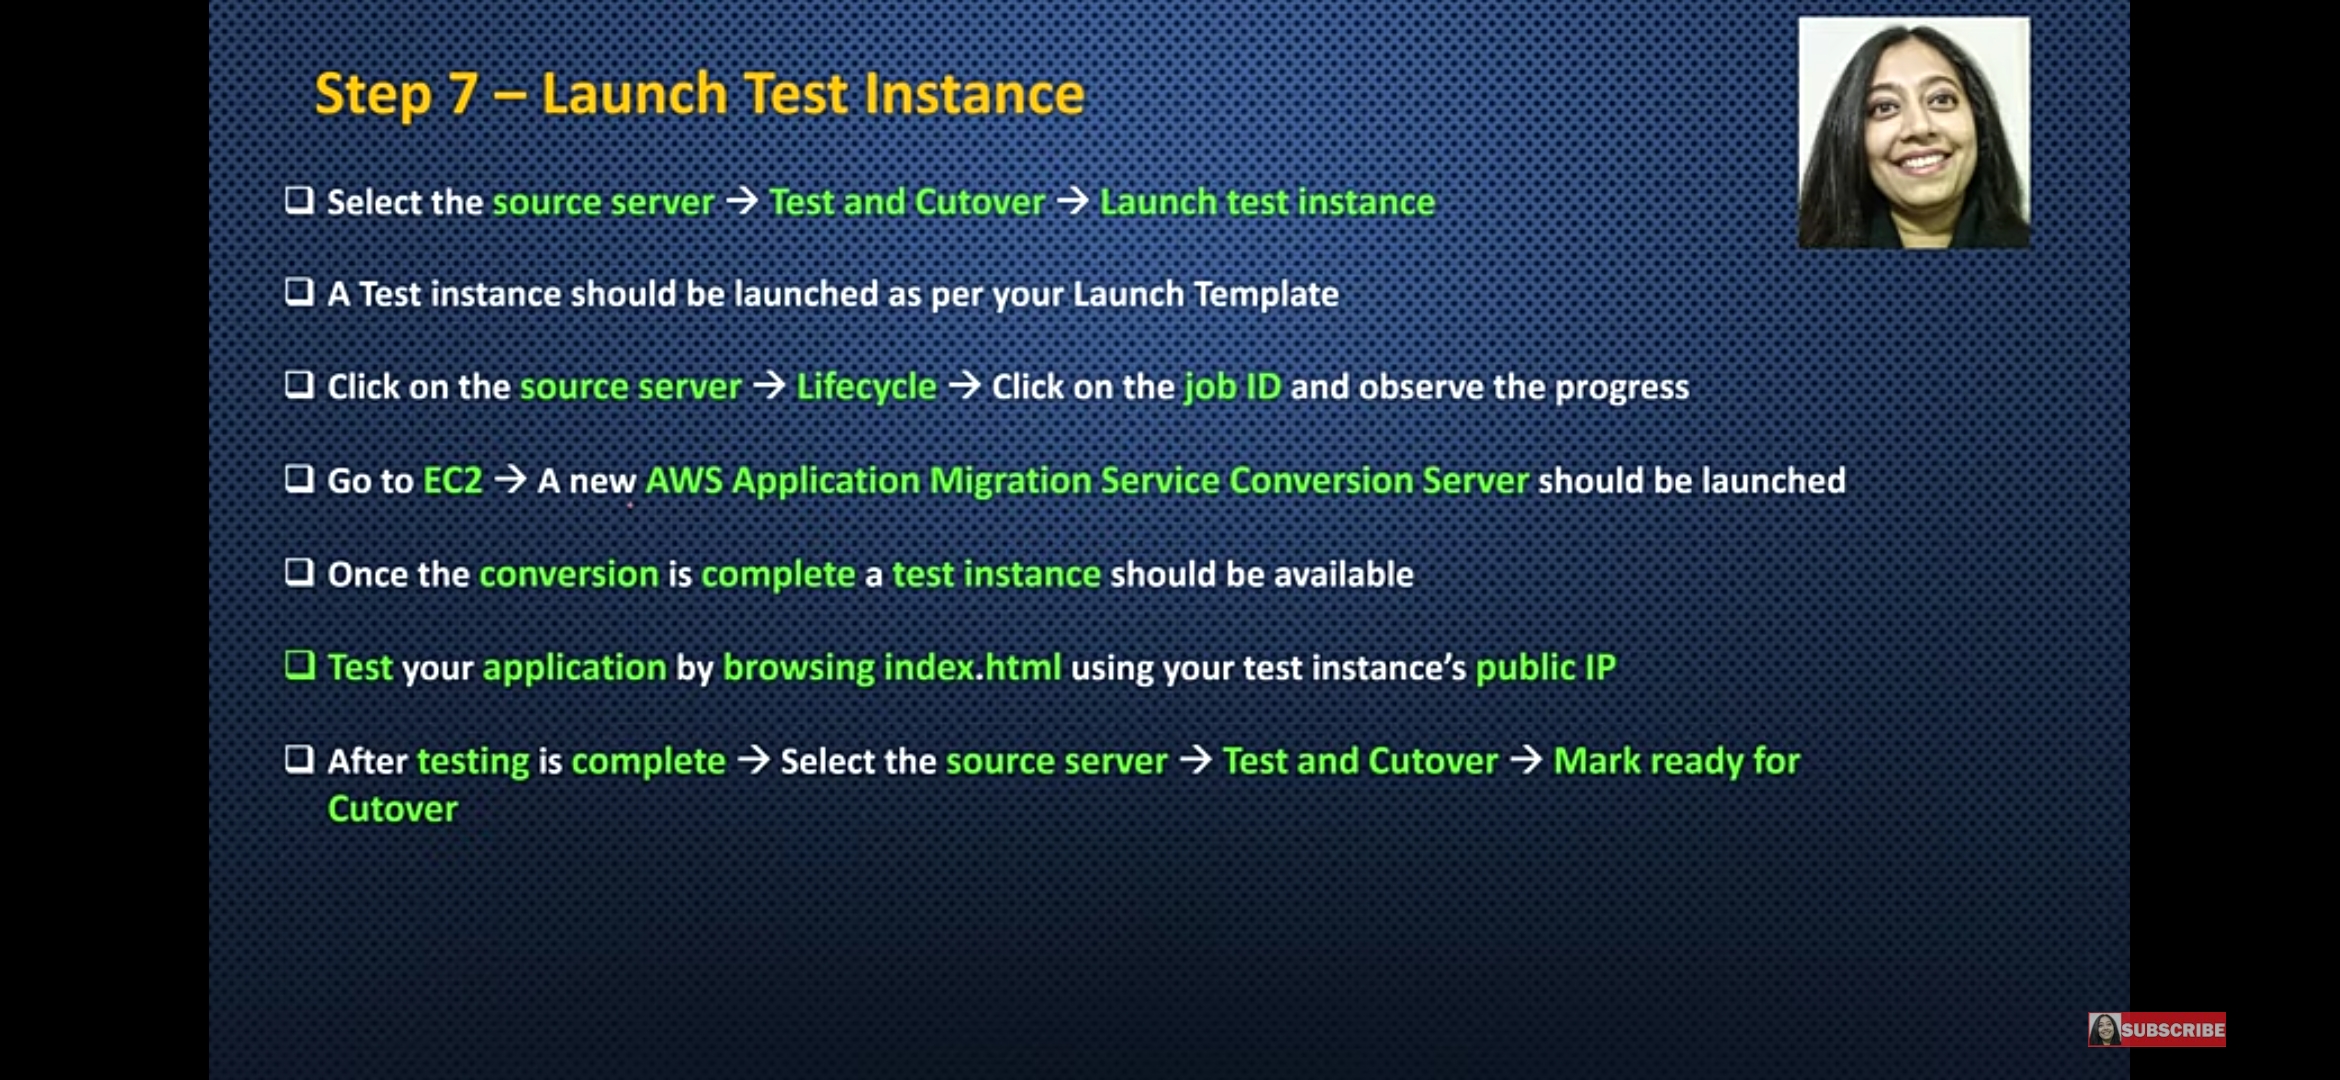 Step 7 – Launch Test Instance
❑ Select the source server → Test and Cutover → Launch test instance
❑ A Test instance should be launched as per your Launch Template
❑ Click on the source server → Lifecycle → Click on the job ID and observe the progress
❑ Go to EC2 → A new AWS Application Migration Service Conversion Server should be launched
❑ Once the conversion is complete a test instance should be available
❑ Test your application by browsing index.html using your test instance’s public IP
❑ After testing is complete → Select the source server → Test and Cutover → Mark ready for
Cutover
SUBSCRIBE